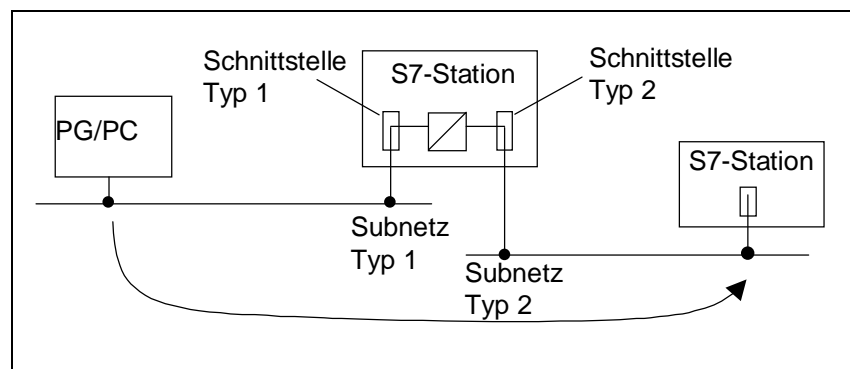 Schnittstelle
Typ 1
S7-Station
Schnittstelle
Typ 2
PG/PC
S7-Station
Subnetz
Typ 1
Subnetz
Typ 2